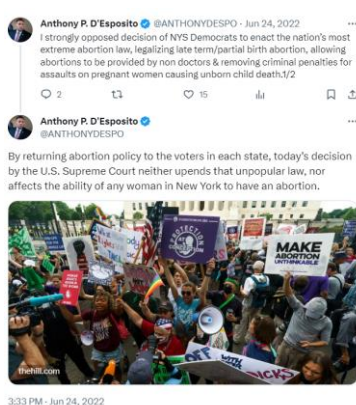 Anthony P. D'Esposito @ANTHONYDESPO · Jun 24, 2022
I strongly opposed decision of NYS Democrats to enact the nation's most
extreme abortion law, legalizing late term/partial birth abortion, allowing
abortions to be provided by non doctors & removing criminal penalties for
assaults on pregnant women causing unborn child death.1/2
2 15
Anthony P. D'Esposito
@ANTHONYDESPO
By returning abortion policy to the voters in each state, today's decision
by the U.S. Supreme Court neither upends that unpopular law, nor
affects the ability of any woman in New York to have an abortion.
MAKE
ABORTION
UNTHINKABLE
OFF WITH
thehill.com
3:33 PM · Jun 24, 2022